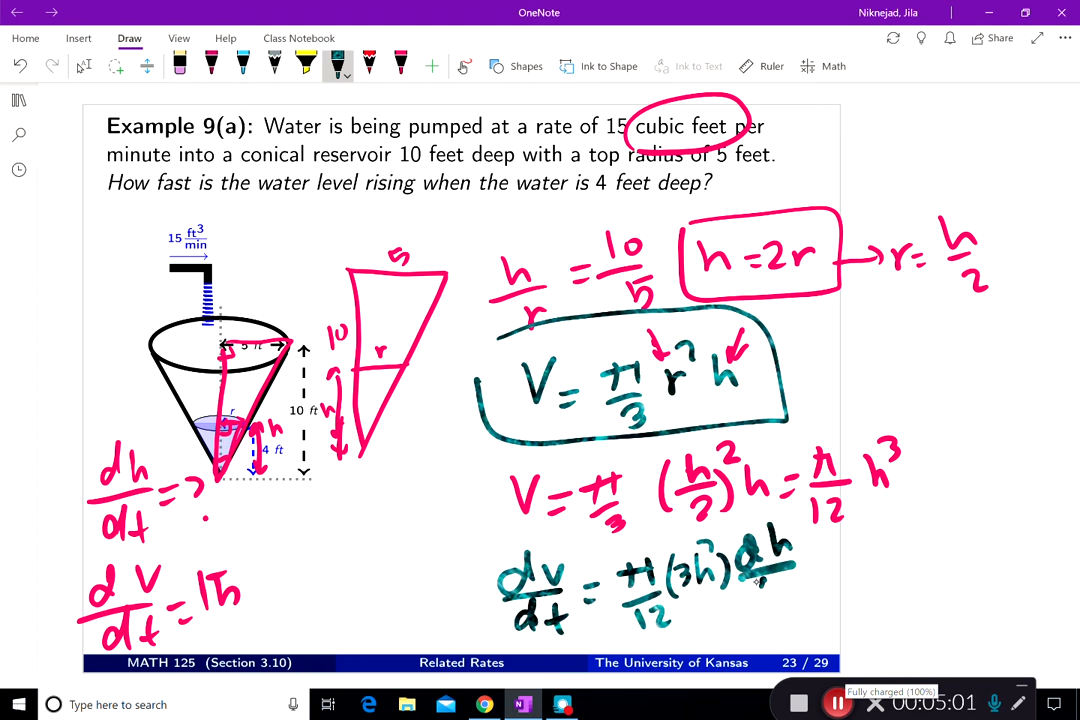 OneNote
Niknejad, Jila
Home Insert Draw View Help Class Notebook
Share
Shapes Ink to Shape Ink to Text Ruler Math
Example 9(a): Water is being pumped at a rate of 15 cubic feet per
minute into a conical reservoir 10 feet deep with a top radius of 5 feet.
How fast is the water level rising when the water is 4 feet deep?
15 ft³/min
5
h/r = 10/5 h = 2r → r = h/2
10
r
h
5 ft
10 ft
r
h
4 ft
V = π/3 r² h
V = π/3 (h/2)² h = π/12 h³
dh/dt = ?
dV/dt = 15
dV/dt = π/12 (3h²) dh
MATH 125 (Section 3.10) Related Rates The University of Kansas 23 / 29
Type here to search
Fully charged (100%)
00:05:01